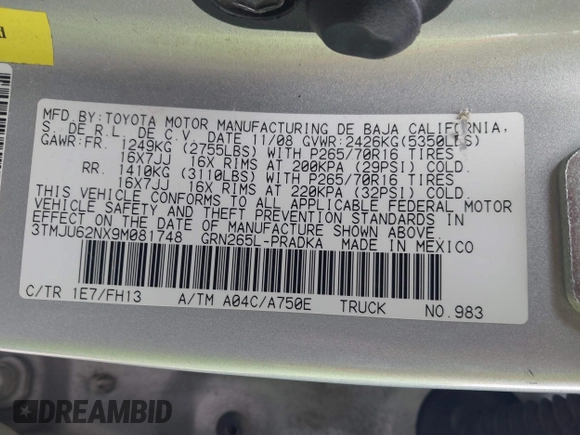 MFD.BY:TOYOTA MOTOR MANUFACTURING DE BAJA CALIFORNIA,
S. DE R.L. DE C.V. DATE 11/08 GVWR:2426KG(5350LBS)
GAWR:FR. 1249KG (2755LBS) WITH P265/70R16 TIRES
16X7JJ 16X RIMS AT 200KPA (29PSI) COLD
RR. 1410KG (3110LBS) WITH P265/70R16 TIRES
16X7JJ 16X RIMS AT 220KPA (32PSI) COLD
THIS VEHICLE CONFORMS TO ALL APPLICABLE FEDERAL MOTOR
VEHICLE SAFETY AND THEFT PREVENTION STANDARDS IN
EFFECT ON THE DATE OF MANUFACTURE SHOWN ABOVE.
3TMJU62NX9M081748 GRN265L-PRADKA MADE IN MEXICO
C/TR 1E7/FH13 A/TM A04C/A750E TRUCK NO.983
DREAMBID